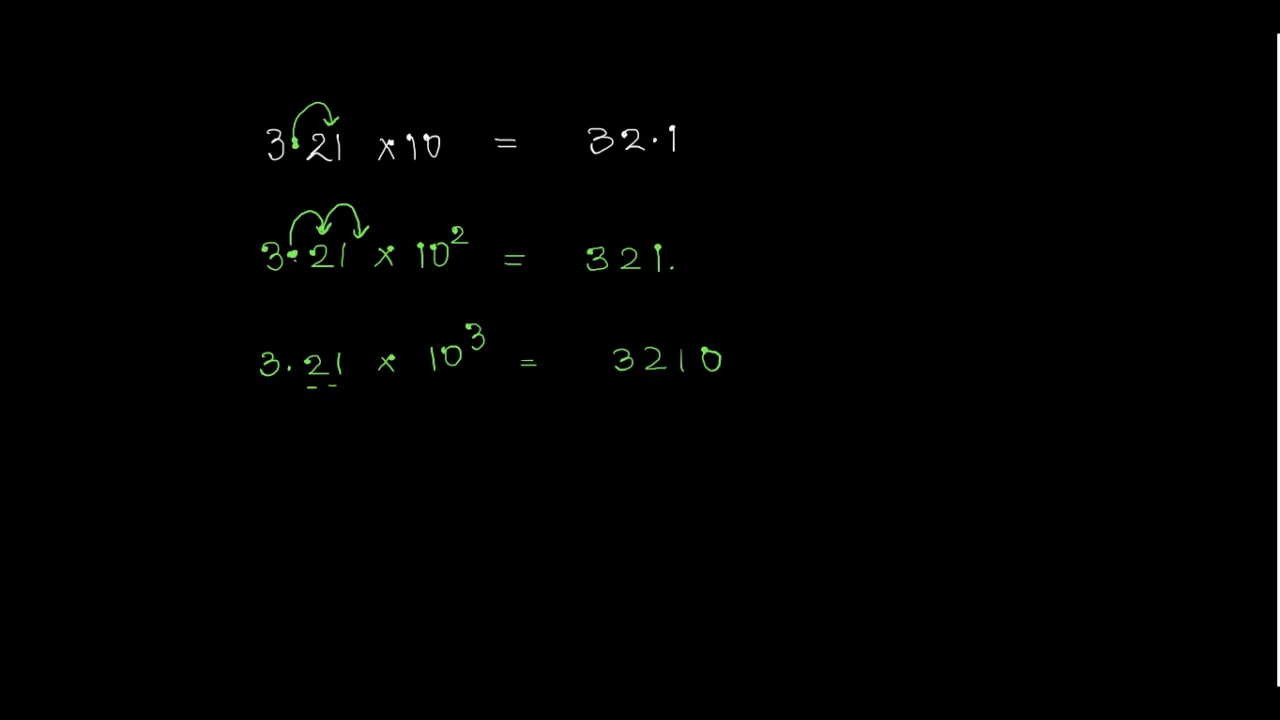 3.21 × 10 = 32.1
3.21 × 10² = 321.
3.21 × 10³ = 3210